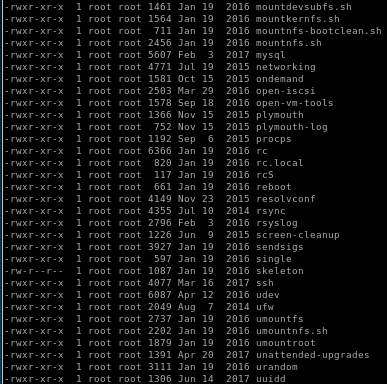 -rwxr-xr-x 1 root root 1461 Jan 19 2016 mountdevsubfs.sh
-rwxr-xr-x 1 root root 1564 Jan 19 2016 mountkernfs.sh
-rwxr-xr-x 1 root root 711 Jan 19 2016 mountnfs-bootclean.sh
-rwxr-xr-x 1 root root 2456 Jan 19 2016 mountnfs.sh
-rwxr-xr-x 1 root root 5607 Feb 3 2017 mysql
-rwxr-xr-x 1 root root 4771 Jul 19 2015 networking
-rwxr-xr-x 1 root root 1581 Oct 15 2015 ondemand
-rwxr-xr-x 1 root root 2503 Mar 29 2016 open-iscsi
-rwxr-xr-x 1 root root 1578 Sep 18 2016 open-vm-tools
-rwxr-xr-x 1 root root 1366 Nov 15 2015 plymouth
-rwxr-xr-x 1 root root 752 Nov 15 2015 plymouth-log
-rwxr-xr-x 1 root root 1192 Sep 6 2015 procps
-rwxr-xr-x 1 root root 6366 Jan 19 2016 rc
-rwxr-xr-x 1 root root 820 Jan 19 2016 rc.local
-rwxr-xr-x 1 root root 117 Jan 19 2016 rcS
-rwxr-xr-x 1 root root 661 Jan 19 2016 reboot
-rwxr-xr-x 1 root root 4149 Nov 23 2015 resolvconf
-rwxr-xr-x 1 root root 4355 Jul 10 2014 rsync
-rwxr-xr-x 1 root root 2796 Feb 3 2016 rsyslog
-rwxr-xr-x 1 root root 1226 Jun 9 2015 screen-cleanup
-rwxr-xr-x 1 root root 3927 Jan 19 2016 sendsigs
-rwxr-xr-x 1 root root 597 Jan 19 2016 single
-rw-r--r-- 1 root root 1087 Jan 19 2016 skeleton
-rwxr-xr-x 1 root root 4077 Mar 16 2017 ssh
-rwxr-xr-x 1 root root 6087 Apr 12 2016 udev
-rwxr-xr-x 1 root root 2049 Aug 7 2014 ufw
-rwxr-xr-x 1 root root 2737 Jan 19 2016 umountfs
-rwxr-xr-x 1 root root 2202 Jan 19 2016 umountnfs.sh
-rwxr-xr-x 1 root root 1879 Jan 19 2016 umountroot
-rwxr-xr-x 1 root root 1391 Apr 20 2017 unattended-upgrades
-rwxr-xr-x 1 root root 3111 Jan 19 2016 urandom
-rwxr-xr-x 1 root root 1306 Jun 14 2017 uuidd